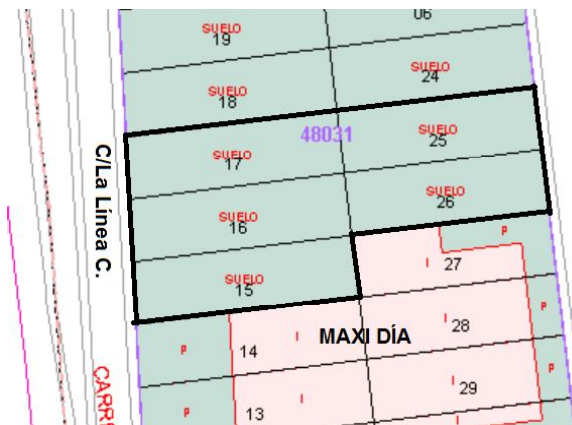 06
SUELO
19
SUELO
24
SUELO
18
48031
SUELO
25
SUELO
17
C/La Línea C.
SUELO
26
SUELO
16
P
SUELO
15
I 27
P
I
28
MAXI DÍA
P
14
I
CARR
I
29
P
P
13
I
I